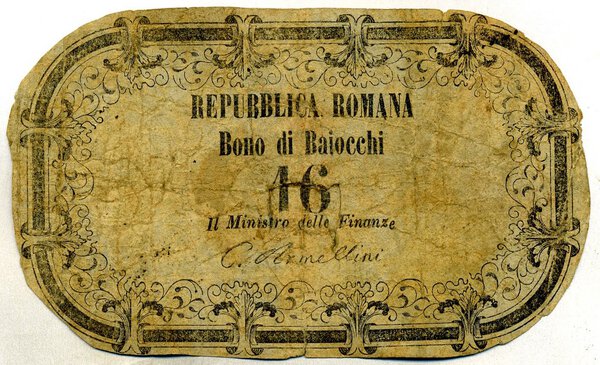 REPUBBLICA ROMANA
Bono di Baiocchi
16
Il Ministro delle Finanze
C. Armellini